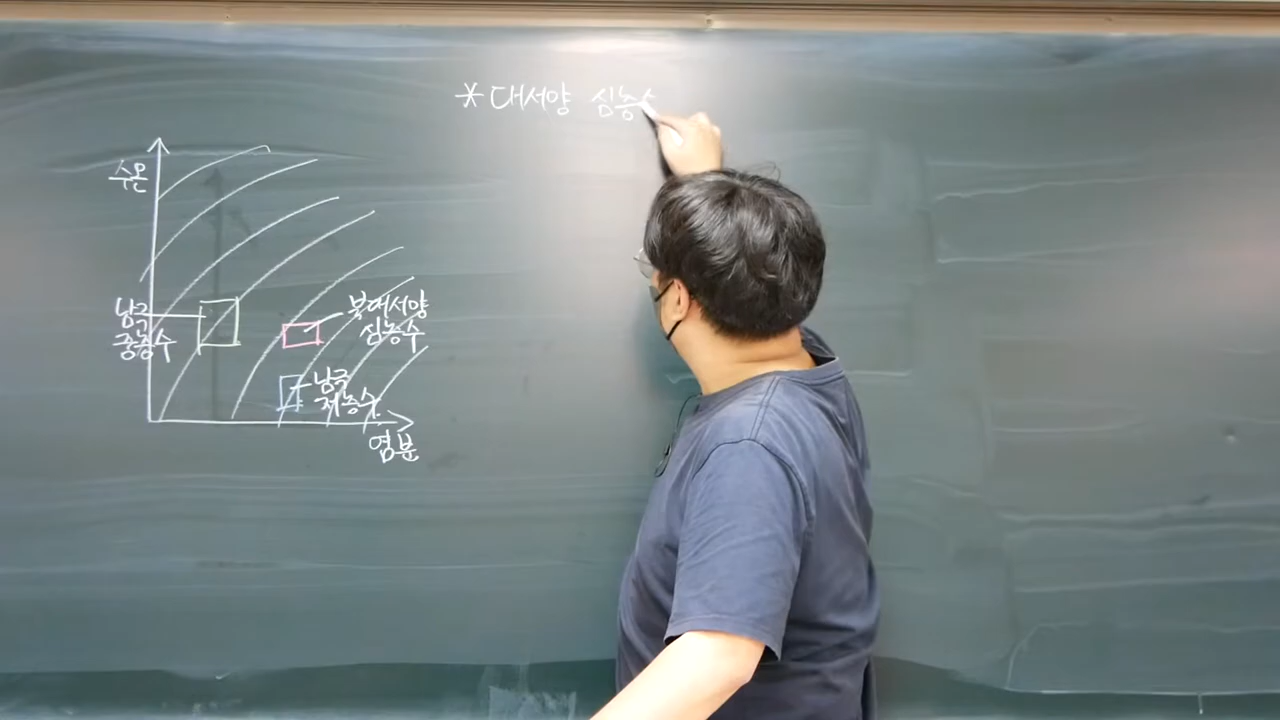 * 대서양 심층
수온
남극
중층수
북대서양
심층수
남극
저층수
염분